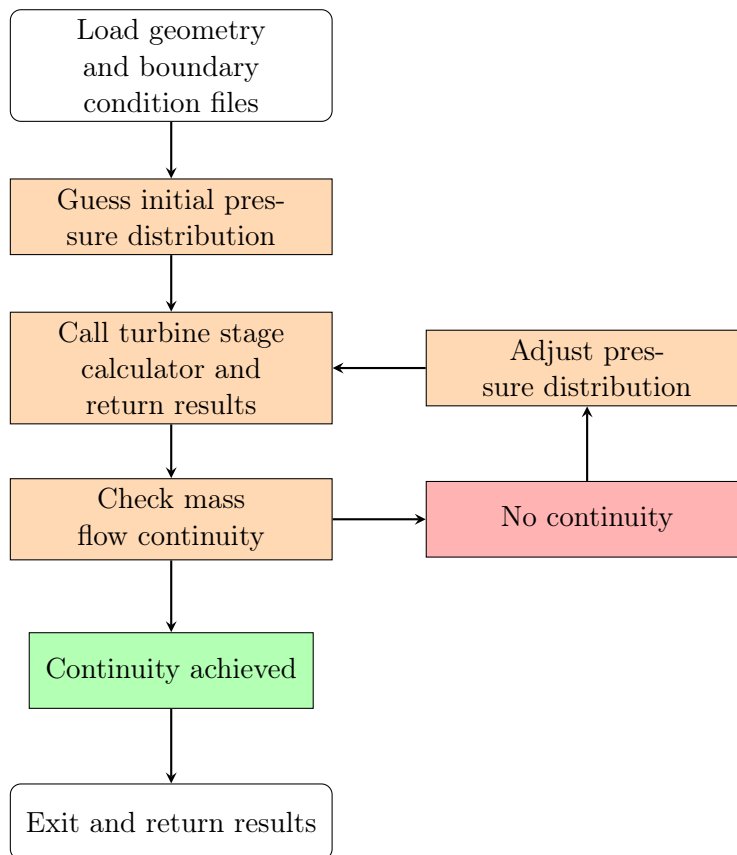 Load geometry
and boundary
condition files
Guess initial pres-
sure distribution
Call turbine stage
calculator and
return results
Adjust pres-
sure distribution
Check mass
flow continuity
No continuity
Continuity achieved
Exit and return results